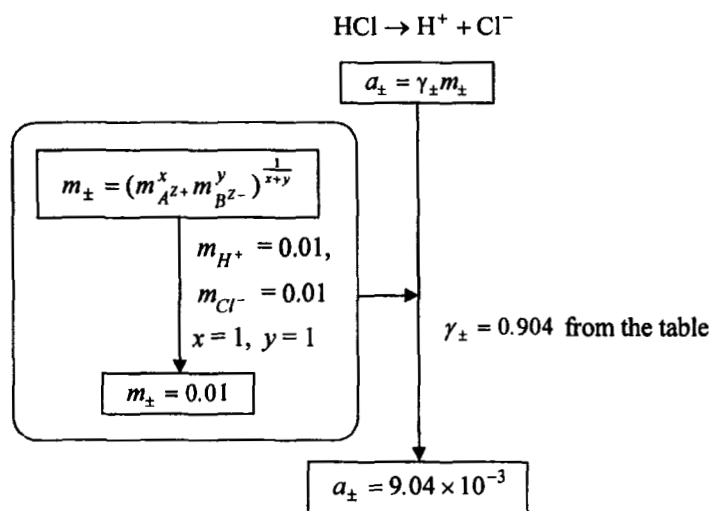 HCl → H⁺ + Cl⁻
a± = γ±m±
m± = (m^x_{A^{Z+}} m^y_{B^{Z-}})^{1/(x+y)}
m_{H⁺} = 0.01,
m_{Cl⁻} = 0.01
x = 1, y = 1
γ± = 0.904 from the table
m± = 0.01
a± = 9.04 × 10⁻³